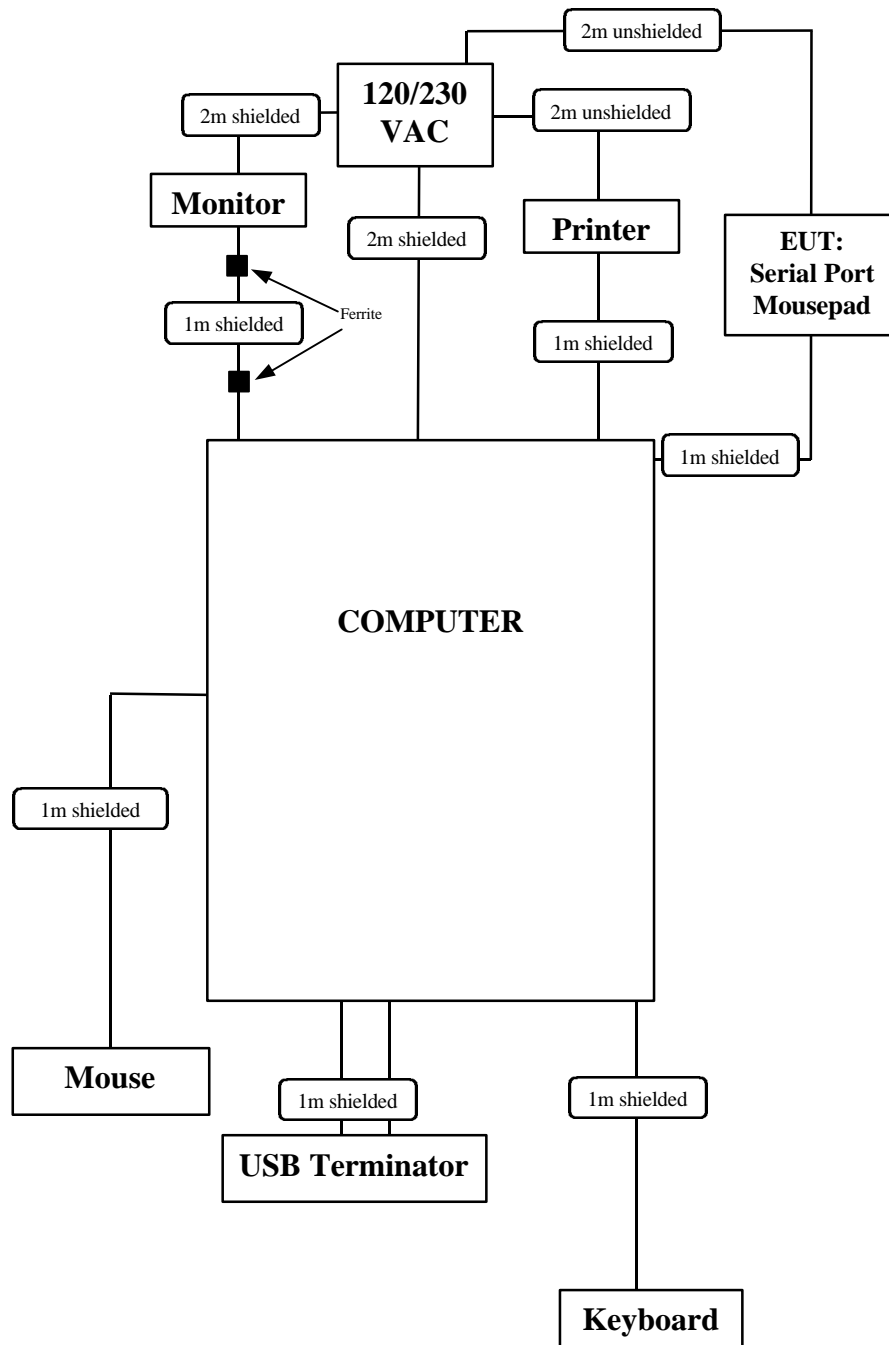 2m unshielded
120/230
VAC
2m shielded
2m unshielded
Monitor
Printer
2m shielded
EUT:
Serial Port
Mousepad
Ferrite
1m shielded
1m shielded
1m shielded
COMPUTER
1m shielded
Mouse
1m shielded
1m shielded
USB Terminator
Keyboard